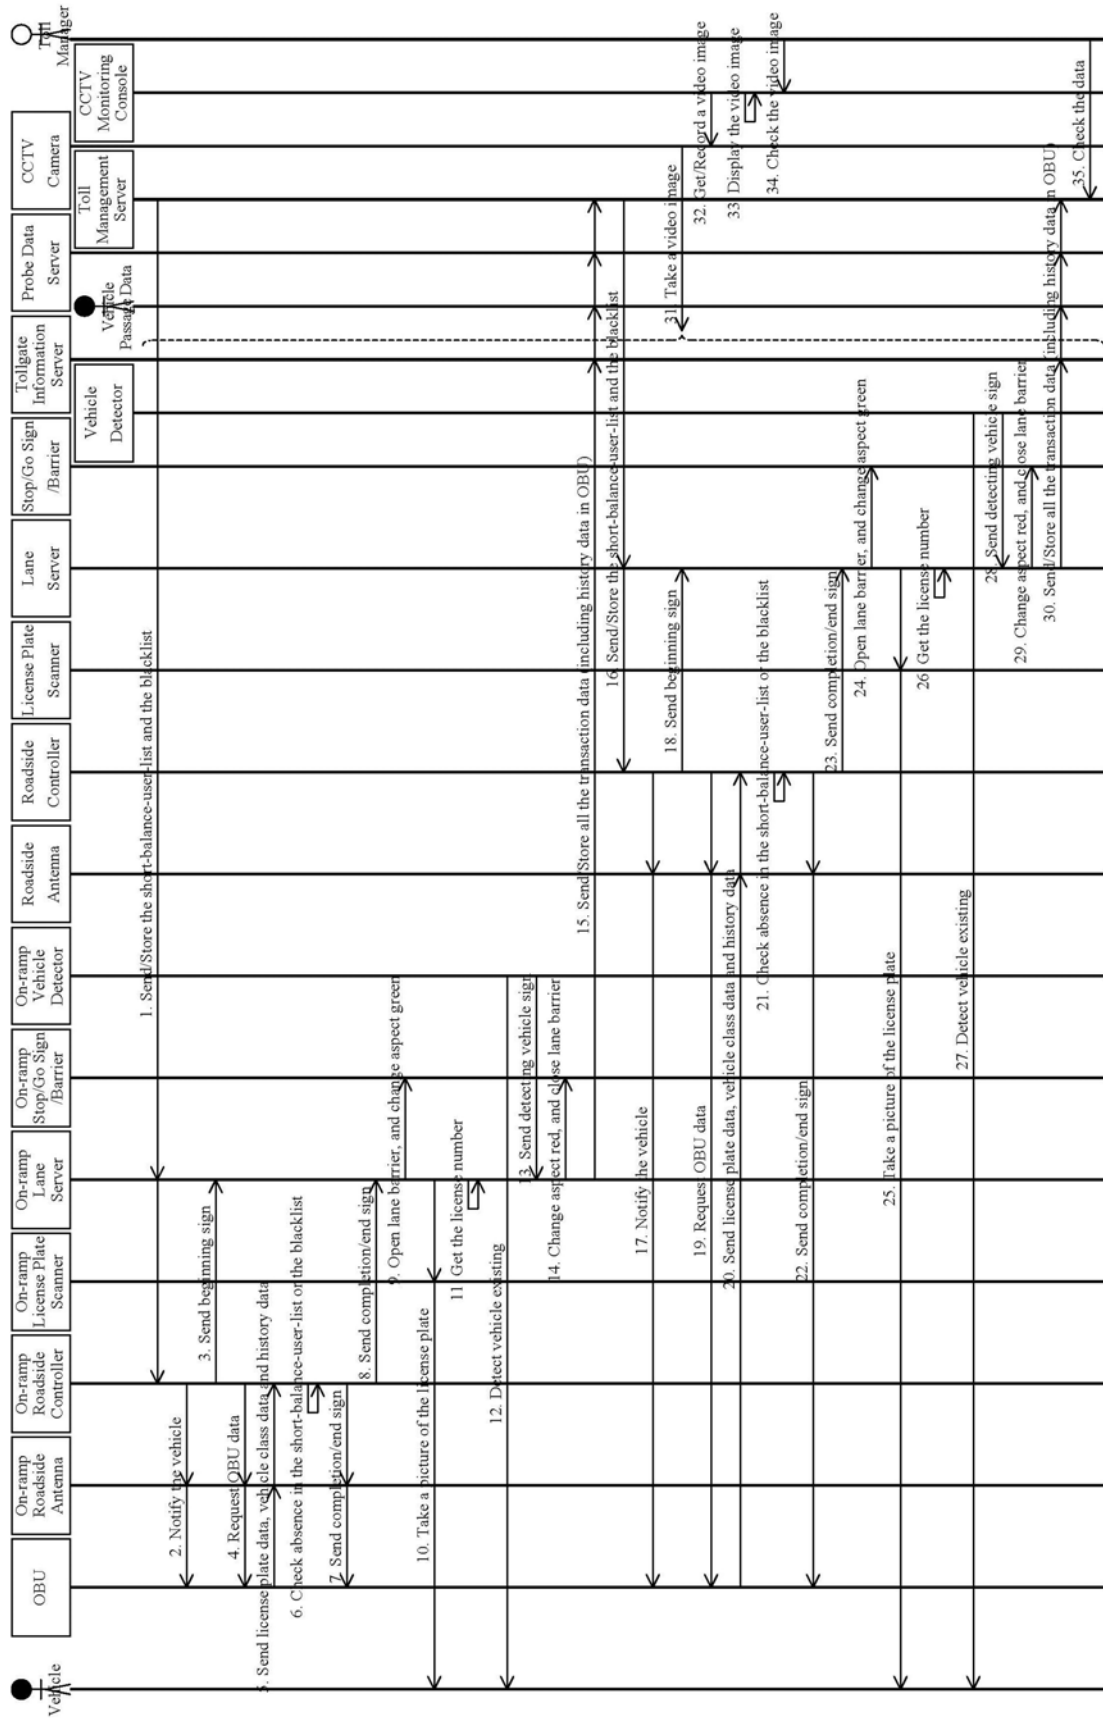 Vehicle
OBU
On-ramp
Roadside
Antenna
On-ramp
Roadside
Controller
On-ramp
License Plate
Scanner
On-ramp
Lane
Server
On-ramp
Stop/Go Sign
/Barrier
On-ramp
Vehicle
Detector
Roadside
Antenna
Roadside
Controller
License Plate
Scanner
Lane
Server
Stop/Go Sign
/Barrier
Vehicle
Detector
Tollgate
Information
Server
Vehicle
Passage Data
Probe Data
Server
Toll
Management
Server
CCTV
Camera
CCTV
Monitoring
Console
Toll
Manager
1. Send/Store the short-balance-user-list and the blacklist
2. Notify the vehicle
3. Send beginning sign
4. Request OBU data
5. Send license plate data, vehicle class data and history data
6. Check absence in the short-balance-user-list or the blacklist
7. Send completion/end sign
8. Send completion/end sign
9. Open lane barrier, and change aspect green
10. Take a picture of the license plate
11 Get the license number
12. Detect vehicle existing
13. Send detecting vehicle sign
14. Change aspect red, and close lane barrier
15. Send/Store all the transaction data (including history data in OBU)
16. Send/Store the short-balance-user-list and the blacklist
17. Notify the vehicle
18. Send beginning sign
19. Reques OBU data
20. Send license plate data, vehicle class data and history data
21. Check absence in the short-balance-user-list or the blacklist
22. Send completion/end sign
23. Send completion/end sign
24. Open lane barrier, and change aspect green
25. Take a picture of the license plate
26 Get the license number
27. Detect vehicle existing
28. Send detecting vehicle sign
29. Change aspect red, and close lane barrier
30. Send/Store all the transaction data (including history data in OBU)
31. Take a video image
32. Get/Record a video image
33 Display the video image
34. Check the video image
35. Check the data